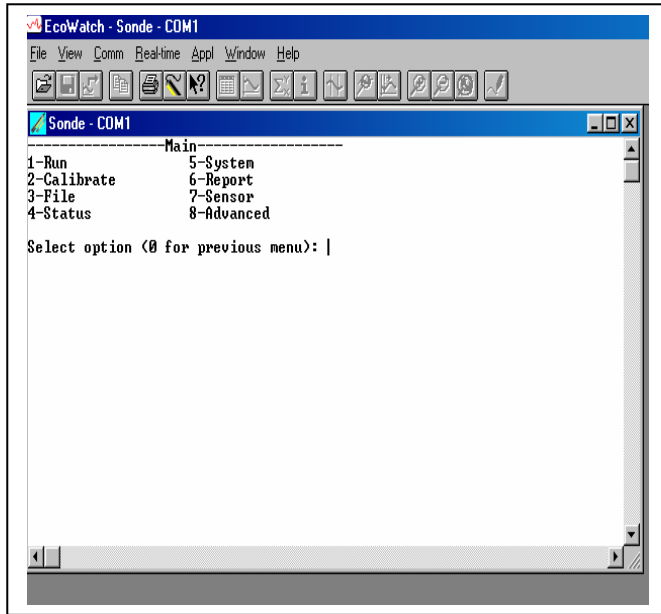 EcoWatch - Sonde - COM1
File View Comm Real-time Appl Window Help
Sonde - COM1
------------------Main-------------------
1-Run 5-System
2-Calibrate 6-Report
3-File 7-Sensor
4-Status 8-Advanced
Select option (0 for previous menu):